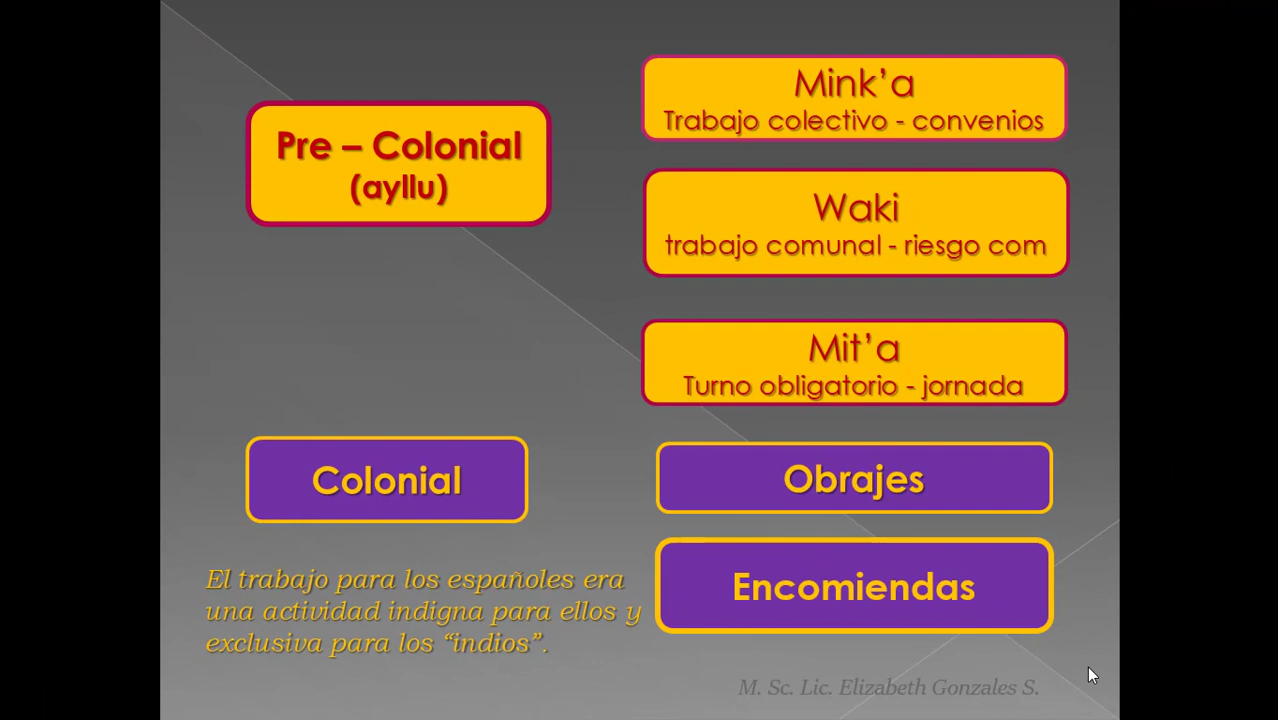 Pre – Colonial
(ayllu)
Mink’a
Trabajo colectivo - convenios
Waki
trabajo comunal - riesgo com
Mit’a
Turno obligatorio - jornada
Colonial
Obrajes
Encomiendas
El trabajo para los españoles era
una actividad indigna para ellos y
exclusiva para los “indios”.
M. Sc. Lic. Elizabeth Gonzales S.